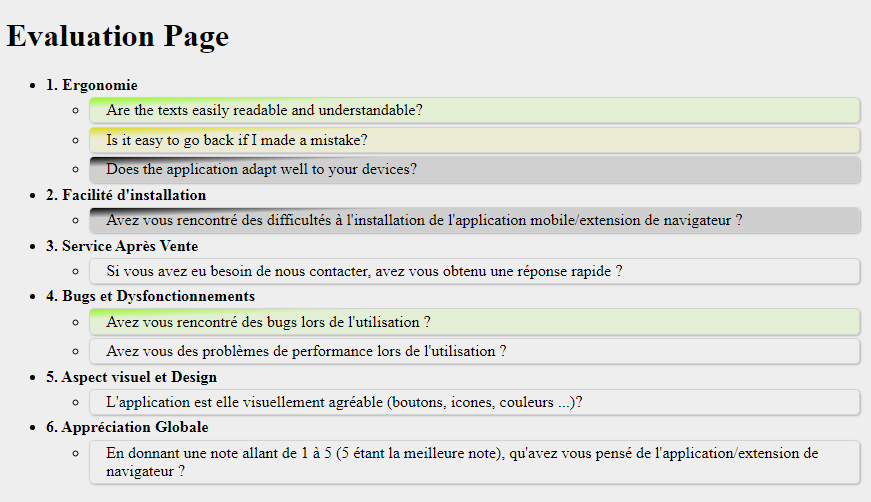 Evaluation Page
1. Ergonomie
Are the texts easily readable and understandable?
Is it easy to go back if I made a mistake?
Does the application adapt well to your devices?
2. Facilité d'installation
Avez vous rencontré des difficultés à l'installation de l'application mobile/extension de navigateur ?
3. Service Après Vente
Si vous avez eu besoin de nous contacter, avez vous obtenu une réponse rapide ?
4. Bugs et Dysfonctionnements
Avez vous rencontré des bugs lors de l'utilisation ?
Avez vous des problèmes de performance lors de l'utilisation ?
5. Aspect visuel et Design
L'application est elle visuellement agréable (boutons, icones, couleurs ...)?
6. Appréciation Globale
En donnant une note allant de 1 à 5 (5 étant la meilleure note), qu'avez vous pensé de l'application/extension de
navigateur ?